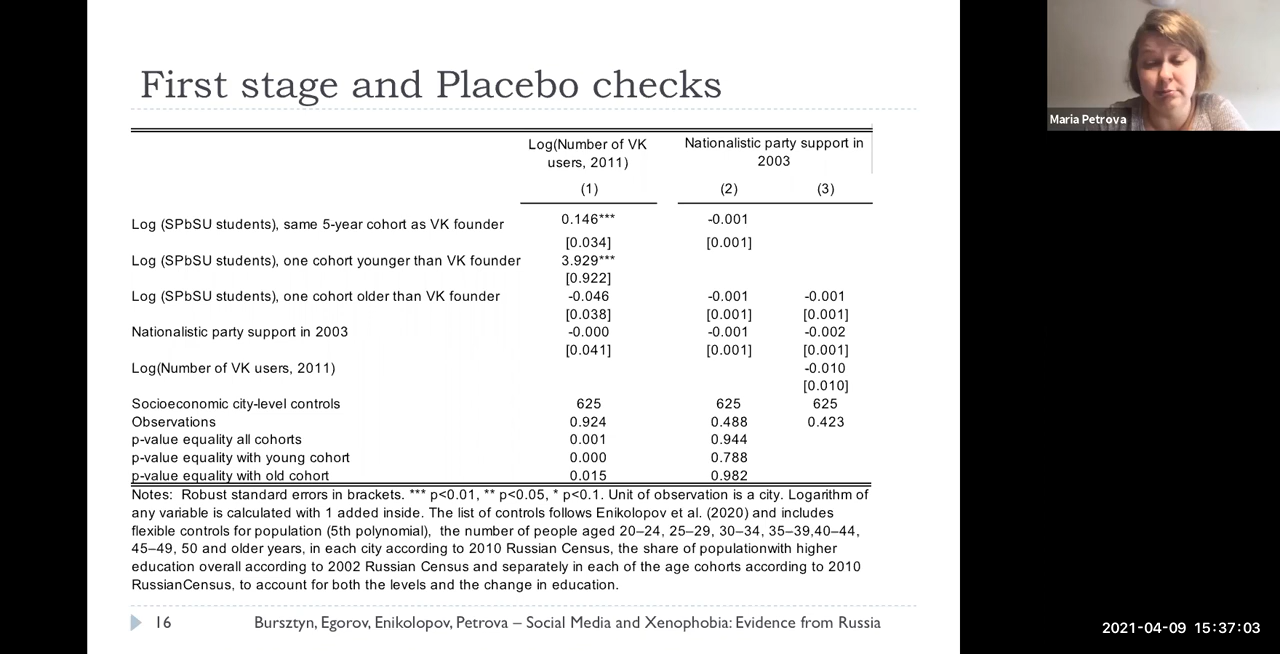 First stage and Placebo checks
Maria Petrova
Log(Number of VK users, 2011) Nationalistic party support in 2003
(1) (2) (3)
Log (SPbSU students), same 5-year cohort as VK founder 0.146*** -0.001
[0.034] [0.001]
Log (SPbSU students), one cohort younger than VK founder 3.929***
[0.922]
Log (SPbSU students), one cohort older than VK founder -0.046 -0.001 -0.001
[0.038] [0.001] [0.001]
Nationalistic party support in 2003 -0.000 -0.001 -0.002
[0.041] [0.001] [0.001]
Log(Number of VK users, 2011) -0.010
[0.010]
Socioeconomic city-level controls 625 625 625
Observations 0.924 0.488 0.423
p-value equality all cohorts 0.001 0.944
p-value equality with young cohort 0.000 0.788
p-value equality with old cohort 0.015 0.982
Notes: Robust standard errors in brackets. *** p<0.01, ** p<0.05, * p<0.1. Unit of observation is a city. Logarithm of
any variable is calculated with 1 added inside. The list of controls follows Enikolopov et al. (2020) and includes
flexible controls for population (5th polynomial), the number of people aged 20–24, 25–29, 30–34, 35–39,40–44,
45–49, 50 and older years, in each city according to 2010 Russian Census, the share of populationwith higher
education overall according to 2002 Russian Census and separately in each of the age cohorts according to 2010
RussianCensus, to account for both the levels and the change in education.
16 Bursztyn, Egorov, Enikolopov, Petrova – Social Media and Xenophobia: Evidence from Russia
2021-04-09 15:37:03